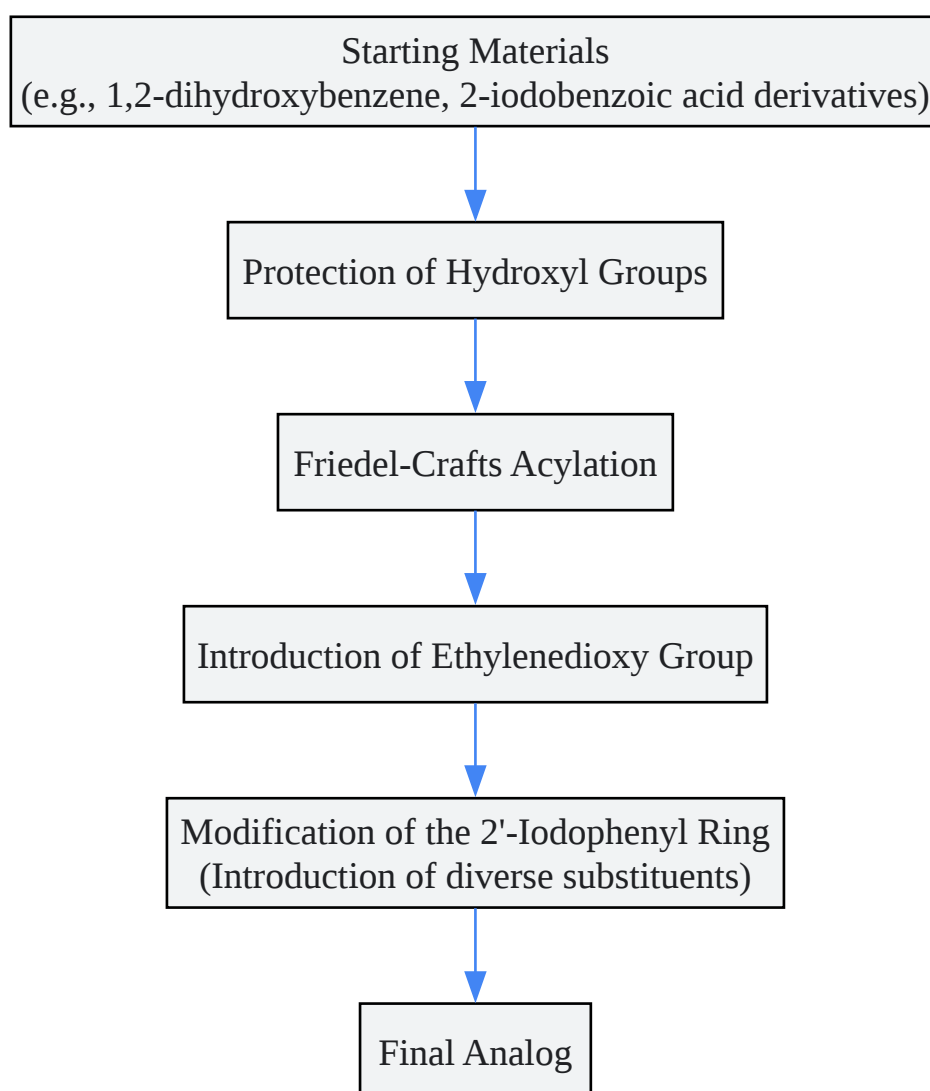 Starting Materials
(e.g., 1,2-dihydroxybenzene, 2-iodobenzoic acid derivatives)
Protection of Hydroxyl Groups
Friedel-Crafts Acylation
Introduction of Ethylenedioxy Group
Modification of the 2'-Iodophenyl Ring
(Introduction of diverse substituents)
Final Analog